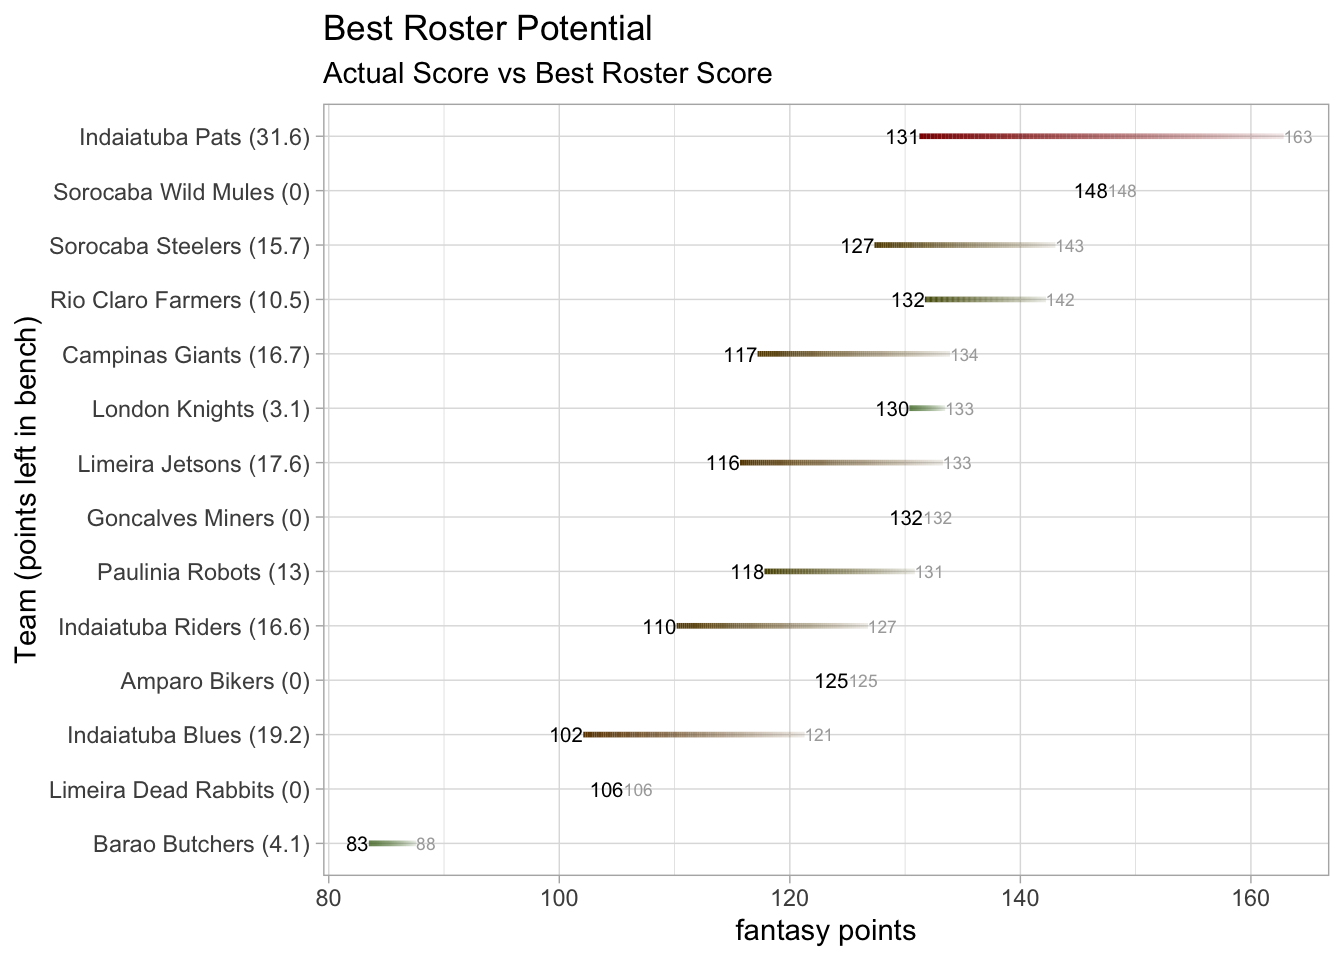 Best Roster Potential
Actual Score vs Best Roster Score
Team (points left in bench)
Indaiatuba Pats (31.6) 131 163
Sorocaba Wild Mules (0) 148 148
Sorocaba Steelers (15.7) 127 143
Rio Claro Farmers (10.5) 132 142
Campinas Giants (16.7) 117 134
London Knights (3.1) 130 133
Limeira Jetsons (17.6) 116 133
Goncalves Miners (0) 132 132
Paulinia Robots (13) 118 131
Indaiatuba Riders (16.6) 110 127
Amparo Bikers (0) 125 125
Indaiatuba Blues (19.2) 102 121
Limeira Dead Rabbits (0) 106 106
Barao Butchers (4.1) 83 88
80 100 120 140 160
fantasy points